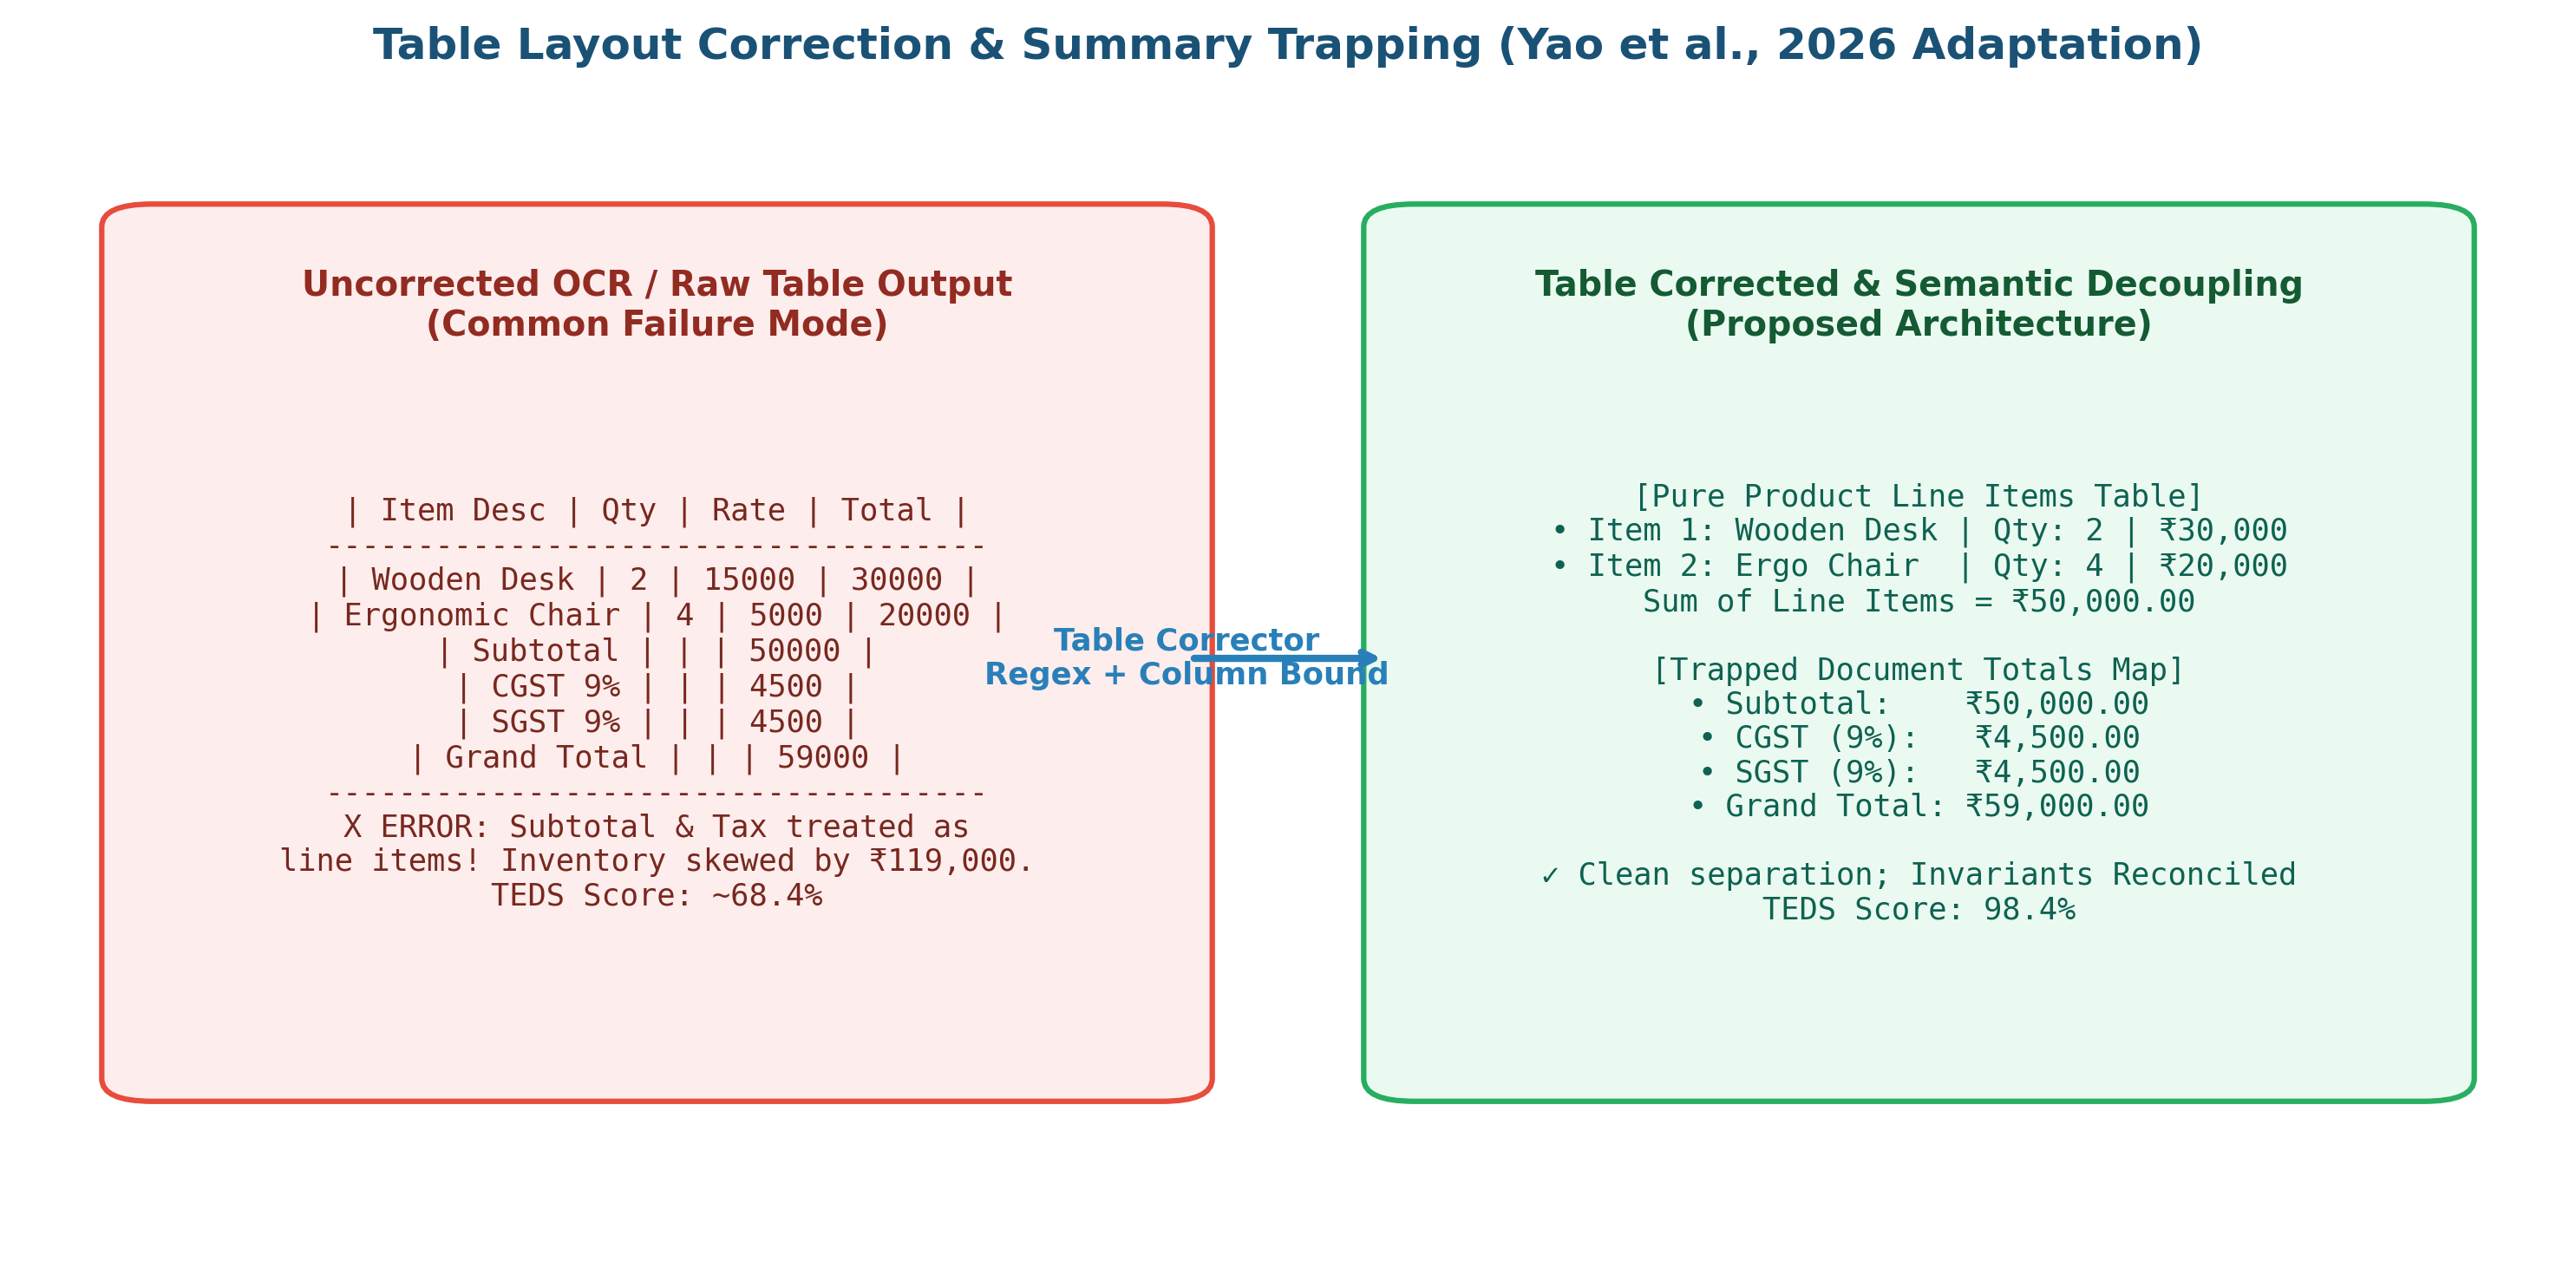 Table Layout Correction & Summary Trapping (Yao et al., 2026 Adaptation)
Uncorrected OCR / Raw Table Output
(Common Failure Mode)
| Item Desc | Qty | Rate | Total |
------------------------------------
| Wooden Desk | 2 | 15000 | 30000 |
| Ergonomic Chair | 4 | 5000 | 20000 |
| Subtotal | | | 50000 |
| CGST 9% | | | 4500 |
| SGST 9% | | | 4500 |
| Grand Total | | | 59000 |
------------------------------------
X ERROR: Subtotal & Tax treated as
line items! Inventory skewed by ₹119,000.
TEDS Score: ~68.4%
Table Corrector
Regex + Column Bound
Table Corrected & Semantic Decoupling
(Proposed Architecture)
[Pure Product Line Items Table]
• Item 1: Wooden Desk | Qty: 2 | ₹30,000
• Item 2: Ergo Chair  | Qty: 4 | ₹20,000
Sum of Line Items = ₹50,000.00
[Trapped Document Totals Map]
• Subtotal:    ₹50,000.00
• CGST (9%):   ₹4,500.00
• SGST (9%):   ₹4,500.00
• Grand Total: ₹59,000.00
✓ Clean separation; Invariants Reconciled
TEDS Score: 98.4%